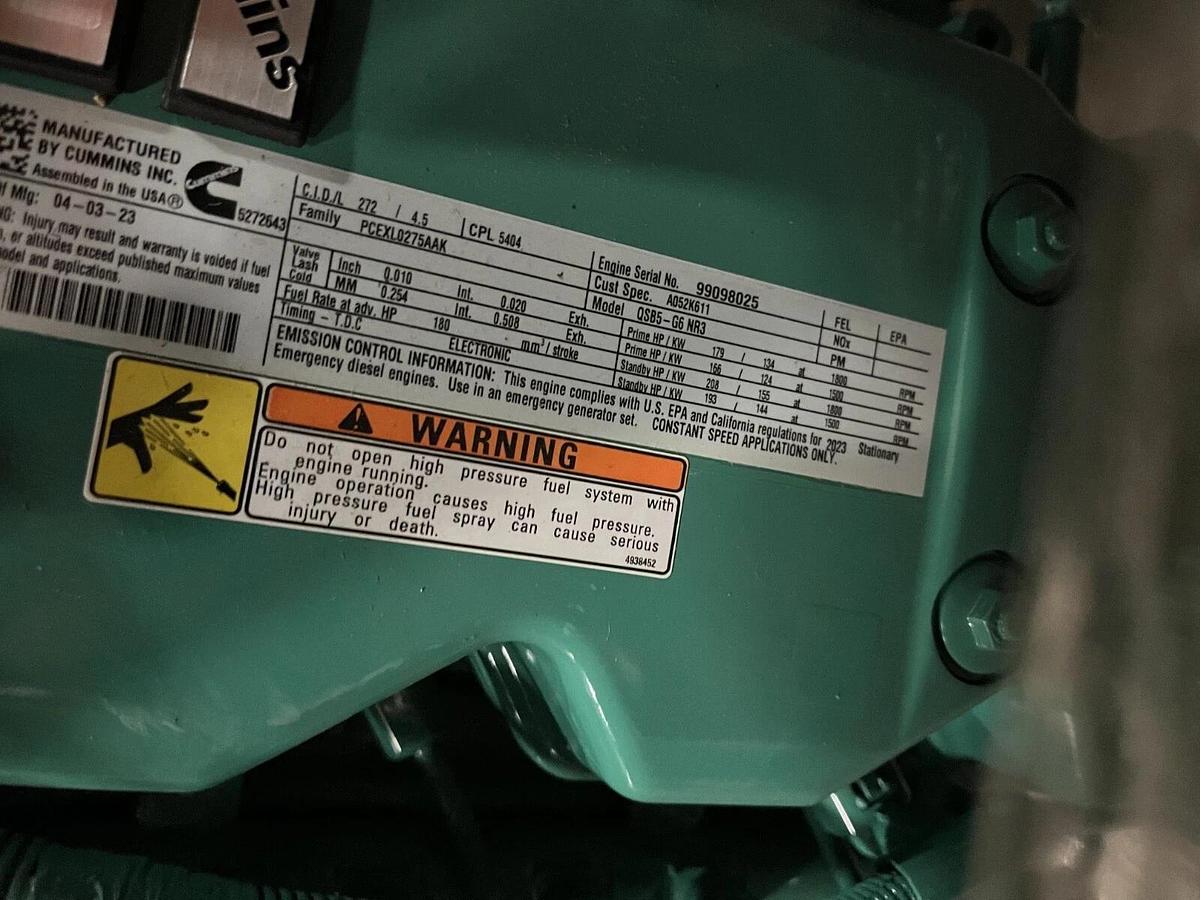 ins
MANUFACTURED
BY CUMMINS INC.
Assembled in the USA®
5272643
f Mfg: 04-03-23
NG: Injury may result and warranty is voided if fuel
, or altitudes exceed published maximum values
odel and applications.
C.I.D./L 272 / 4.5 CPL 5404
Family PCEXL0275AAK
Valve Lash Cold Inch 0.010 Int. 0.020 Exh.
MM 0.254 Int. 0.508 Exh.
Fuel Rate at adv. HP 180 mm³/ stroke
Timing - T.D.C ELECTRONIC
Engine Serial No. 99098025
Cust Spec. A052K611
Model QSB5-G6 NR3
Prime HP / KW 179 / 134 at 1800 RPM
Prime HP / KW 166 / 124 at 1500 RPM
Standby HP / KW 208 / 155 at 1800 RPM
Standby HP / KW 193 / 144 at 1500 RPM
FEL EPA
NOx
PM
EMISSION CONTROL INFORMATION: This engine complies with U.S. EPA and California regulations for 2023 Stationary
Emergency diesel engines. Use in an emergency generator set. CONSTANT SPEED APPLICATIONS ONLY.
WARNING
Do not open high pressure fuel system with
engine running.
Engine operation causes high fuel pressure.
High pressure fuel spray can cause serious
injury or death.
4938452